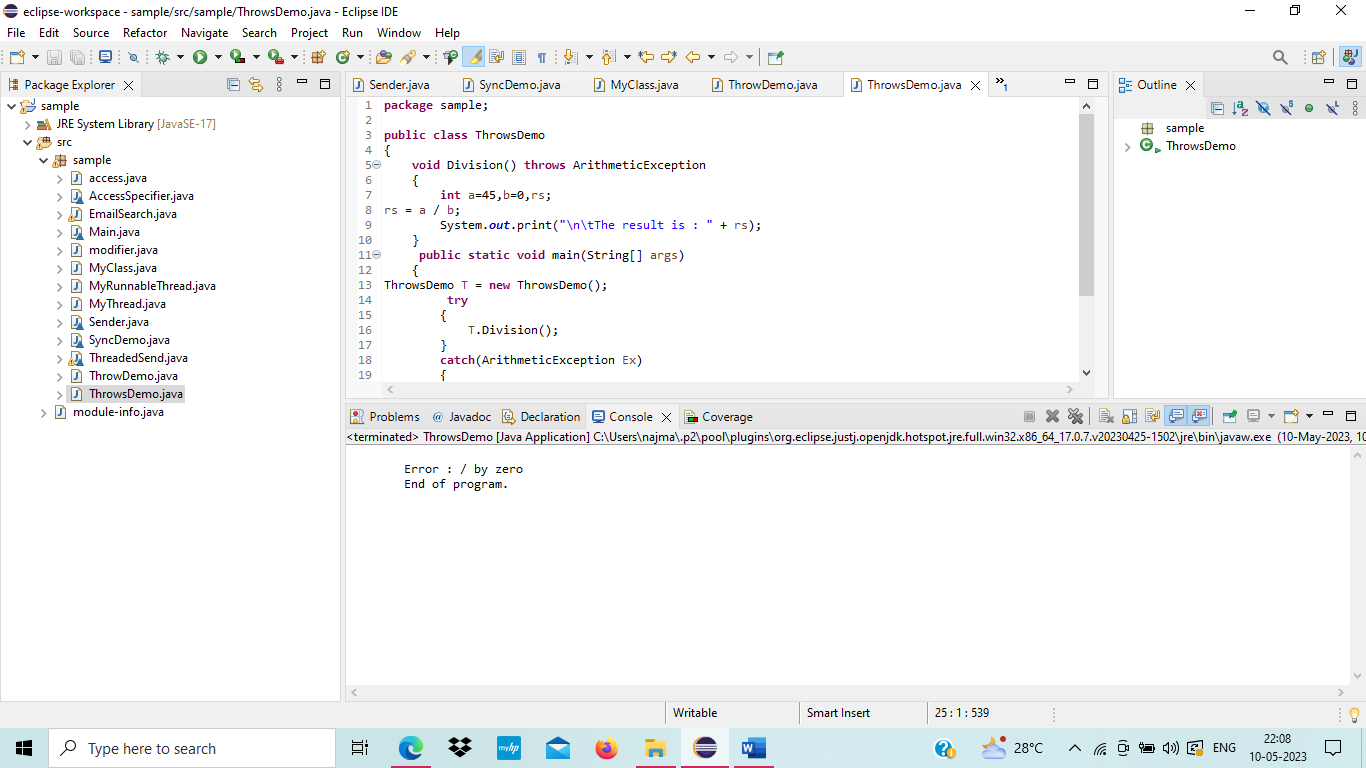 eclipse-workspace - sample/src/sample/ThrowsDemo.java - Eclipse IDE
File Edit Source Refactor Navigate Search Project Run Window Help
Package Explorer
sample
JRE System Library [JavaSE-17]
src
sample
access.java
AccessSpecifier.java
EmailSearch.java
Main.java
modifier.java
MyClass.java
MyRunnableThread.java
MyThread.java
Sender.java
SyncDemo.java
ThreadedSend.java
ThrowDemo.java
ThrowsDemo.java
module-info.java
Sender.java SyncDemo.java MyClass.java ThrowDemo.java ThrowsDemo.java »1
1 package sample;
2
3 public class ThrowsDemo
4 {
5 void Division() throws ArithmeticException
6 {
7 int a=45,b=0,rs;
8 rs = a / b;
9 System.out.print("\n\tThe result is : " + rs);
10 }
11 public static void main(String[] args)
12 {
13 ThrowsDemo T = new ThrowsDemo();
14 try
15 {
16 T.Division();
17 }
18 catch(ArithmeticException Ex)
19 {
Outline
sample
ThrowsDemo
Problems @ Javadoc Declaration Console Coverage
<terminated> ThrowsDemo [Java Application] C:\Users\najma\.p2\pool\plugins\org.eclipse.justj.openjdk.hotspot.jre.full.win32.x86_64_17.0.7.v20230425-1502\jre\bin\javaw.exe (10-May-2023, 10
Error : / by zero
End of program.
Writable Smart Insert 25 : 1 : 539
Type here to search
myhp
28°C
ENG
22:08
10-05-2023